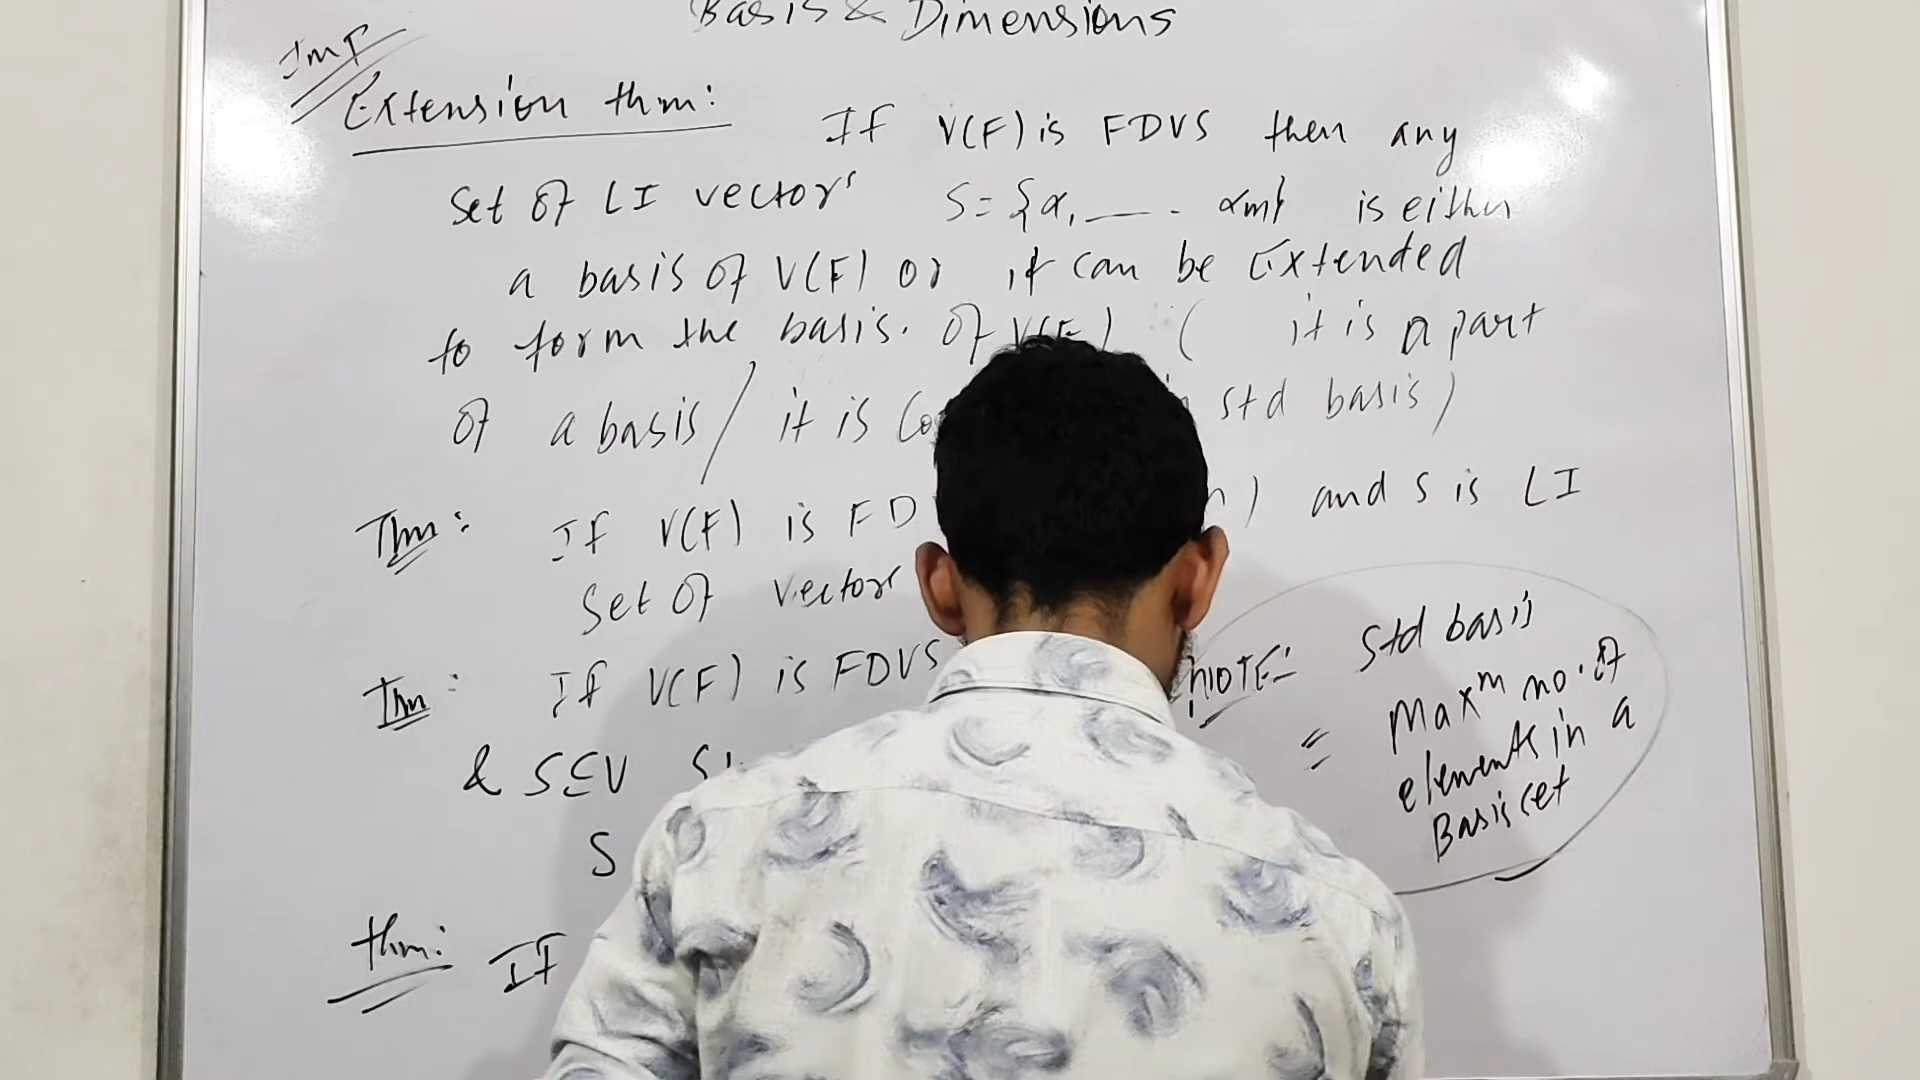 Basis & Dimensions
Imp
Extension thm: If V(F) is FDVS then any
set of LI vectors S = {α1 — - αm} is either
a basis of V(F) or it can be Extended
to form the basis. of V(F) ( it is a part
of a basis / it is std basis)
Thm: If V(F) is FD ) and S is LI
set of vectors
Thm: If V(F) is FDVS
& S⊆V
S
thm: If
NOTE: Std basis
= Maxm no. of
elements in a
Basis set